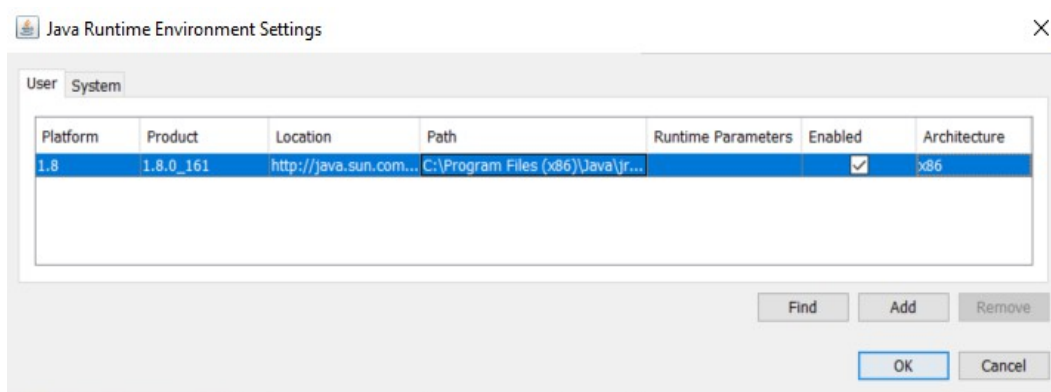 Java Runtime Environment Settings
User System
Platform Product Location Path Runtime Parameters Enabled Architecture
1.8 1.8.0_161 http://java.sun.com... C:\Program Files (x86)\Java\jr... x86
Find Add Remove
OK Cancel